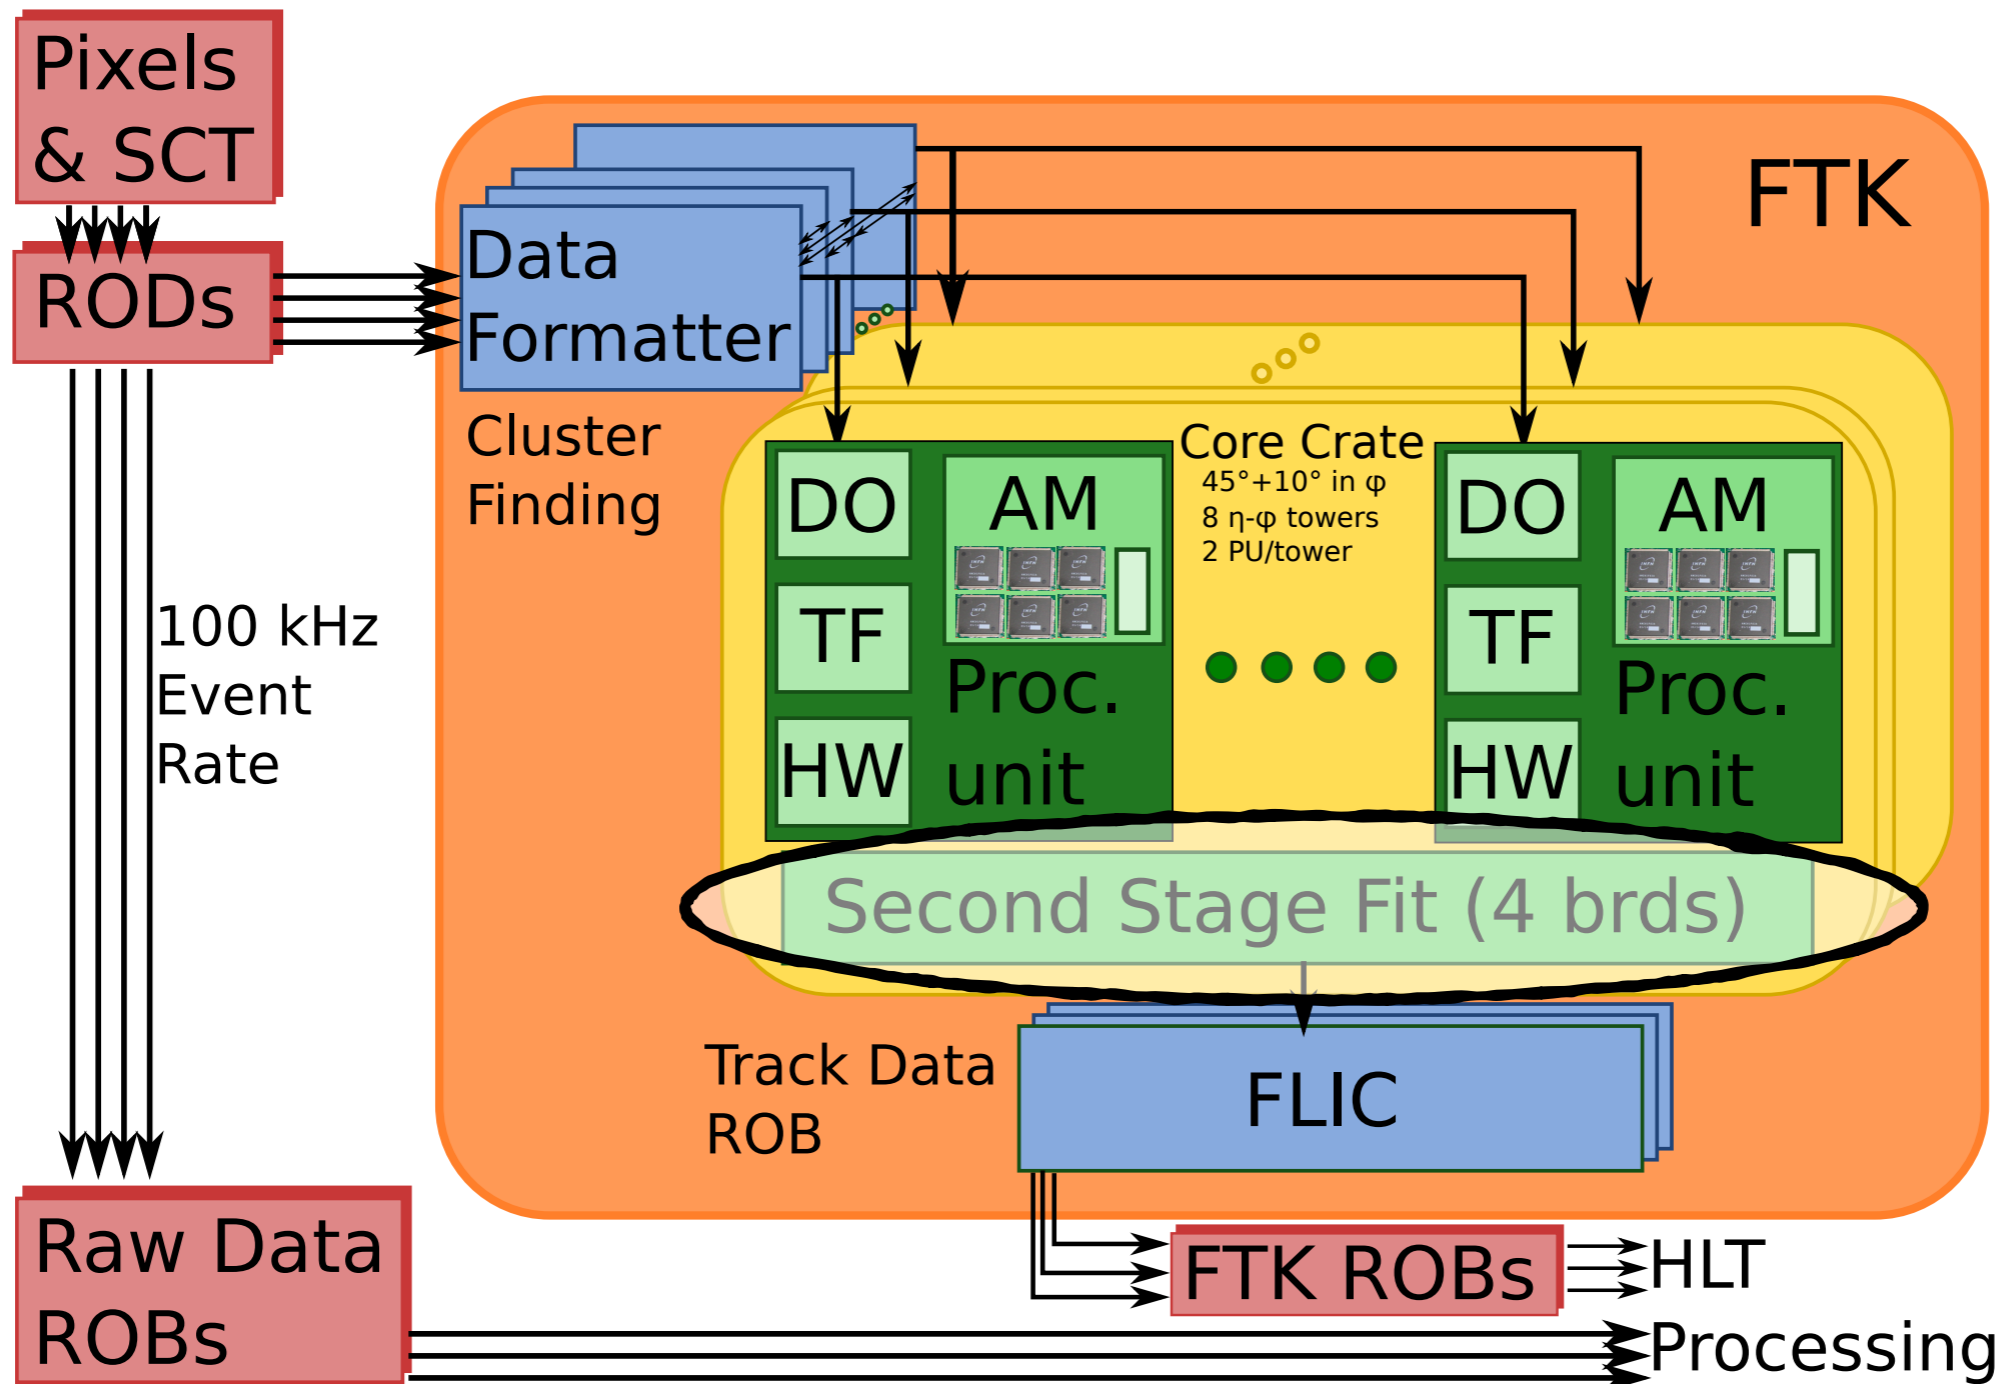 Pixels
& SCT
RODs
100 kHz
Event
Rate
Raw Data
ROBs
FTK
Data
Formatter
Cluster
Finding
Core Crate
45°+10° in φ
8 η-φ towers
2 PU/tower
DO
AM
TF
HW
Proc.
unit
DO
AM
TF
HW
Proc.
unit
Second Stage Fit (4 brds)
Track Data
ROB
FLIC
FTK ROBs
HLT
Processing